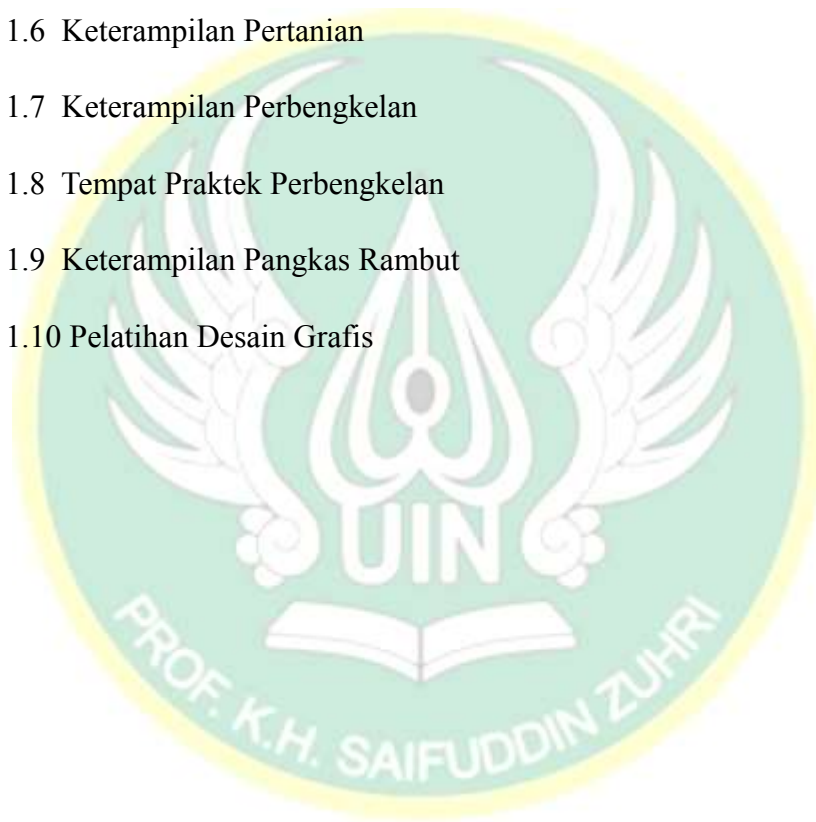 1.6 Keterampilan Pertanian
1.7 Keterampilan Perbengkelan
1.8 Tempat Praktek Perbengkelan
1.9 Keterampilan Pangkas Rambut
1.10 Pelatihan Desain Grafis
UIN
PROF. K.H. SAIFUDDIN ZUHRI